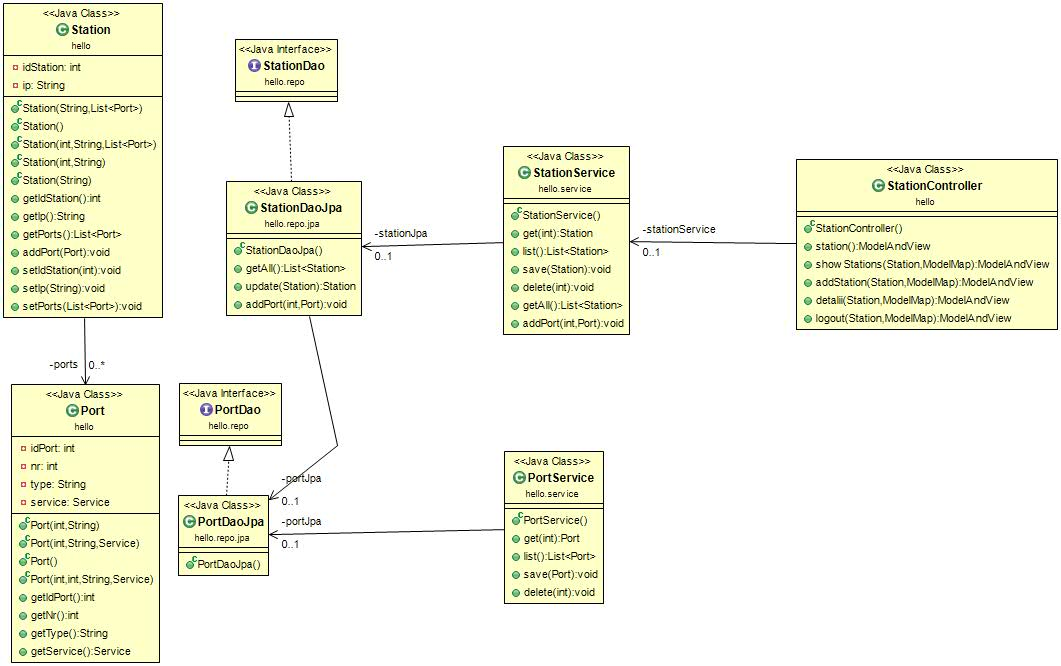 <<Java Class>>
Station
hello
idStation: int
ip: String
Station(String,List<Port>)
Station()
Station(int,String,List<Port>)
Station(int,String)
Station(String)
getIdStation():int
getIp():String
getPorts():List<Port>
addPort(Port):void
setIdStation(int):void
setIp(String):void
setPorts(List<Port>):void
-ports
0..*
<<Java Class>>
Port
hello
idPort: int
nr: int
type: String
service: Service
Port(int,String)
Port(int,String,Service)
Port()
Port(int,int,String,Service)
getIdPort():int
getNr():int
getType():String
getService():Service
<<Java Interface>>
StationDao
hello.repo
<<Java Class>>
StationDaoJpa
hello.repo.jpa
StationDaoJpa()
getAll():List<Station>
update(Station):Station
addPort(int,Port):void
<<Java Interface>>
PortDao
hello.repo
-portJpa
0..1
<<Java Class>>
PortDaoJpa
hello.repo.jpa
PortDaoJpa()
-portJpa
0..1
-stationJpa
0..1
<<Java Class>>
StationService
hello.service
StationService()
get(int):Station
list():List<Station>
save(Station):void
delete(int):void
getAll():List<Station>
addPort(int,Port):void
<<Java Class>>
PortService
hello.service
PortService()
get(int):Port
list():List<Port>
save(Port):void
delete(int):void
-stationService
0..1
<<Java Class>>
StationController
hello
StationController()
station():ModelAndView
showStations(Station,ModelMap):ModelAndView
addStation(Station,ModelMap):ModelAndView
detalii(Station,ModelMap):ModelAndView
logout(Station,ModelMap):ModelAndView